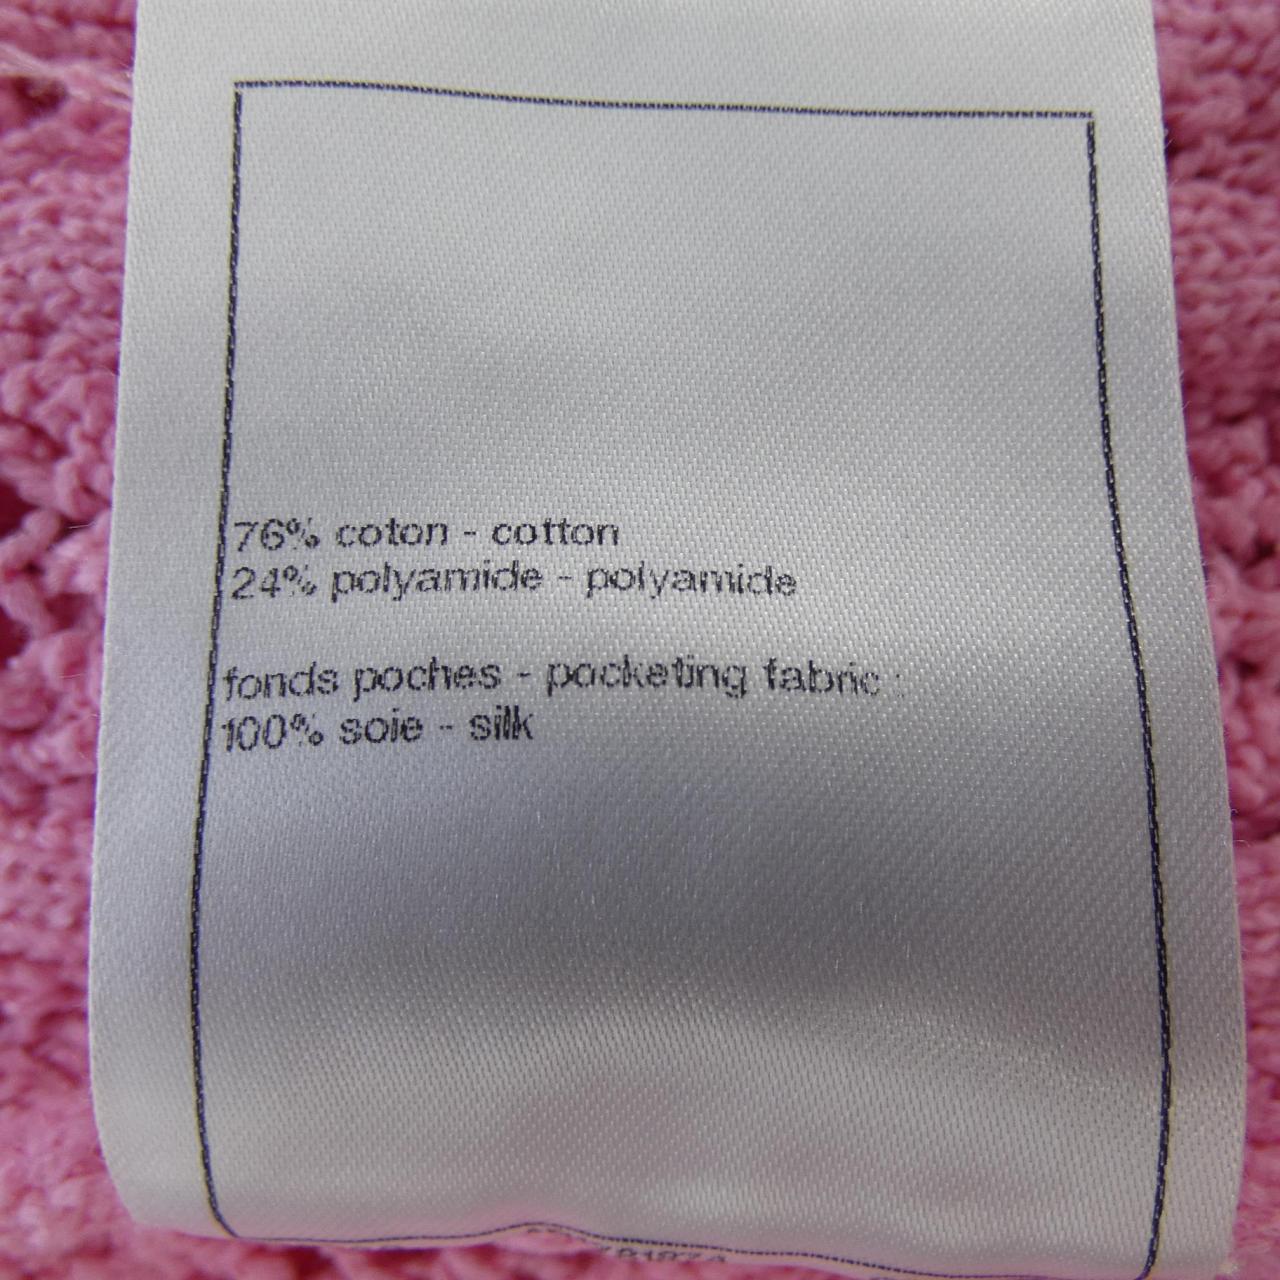 76% coton - cotton
24% polyamide - polyamide
fonds poches - pocketing fabric :
100% soie - silk